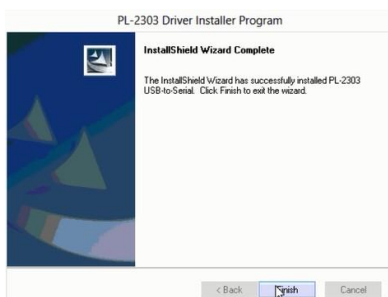 PL-2303 Driver Installer Program
InstallShield Wizard Complete
The InstallShield Wizard has successfully installed PL-2303
USB-to-Serial. Click Finish to exit the wizard.
< Back
Finish
Cancel